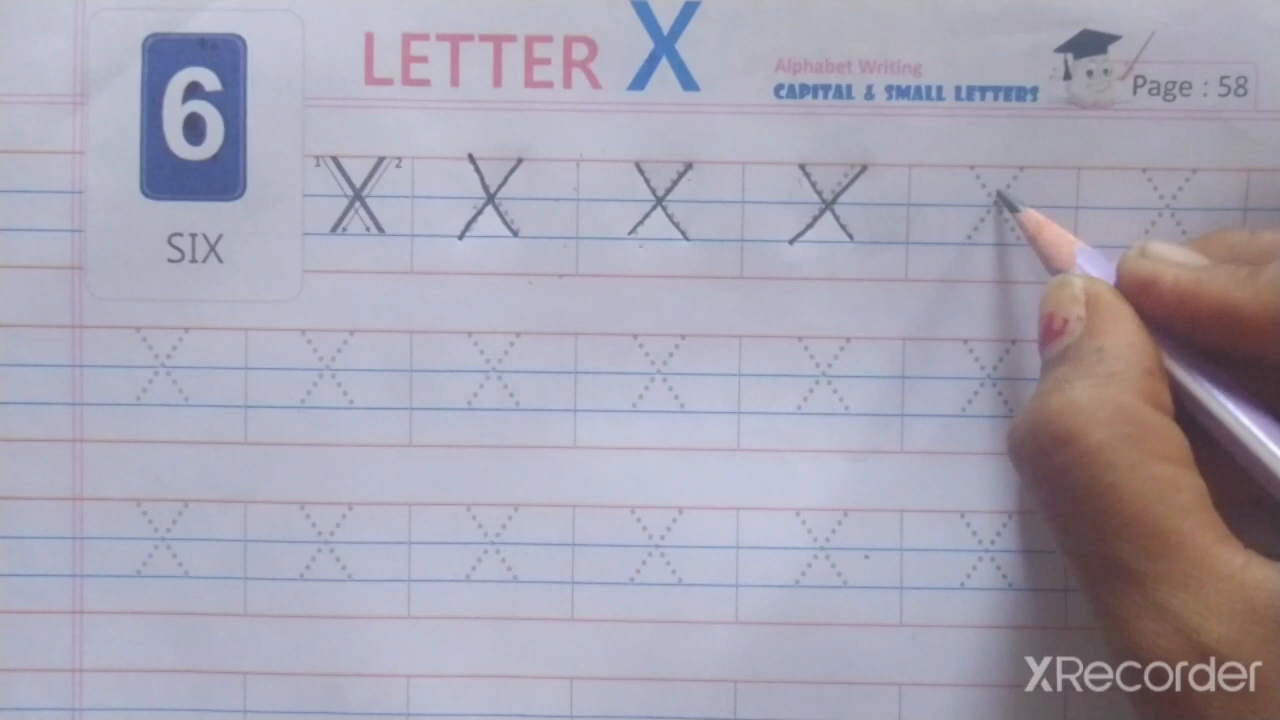 6
SIX
LETTER X
Alphabet Writing
CAPITAL & SMALL LETTERS
Page : 58
1 X 2 X X X X X
X X X X X X
X X X X X X
XRecorder